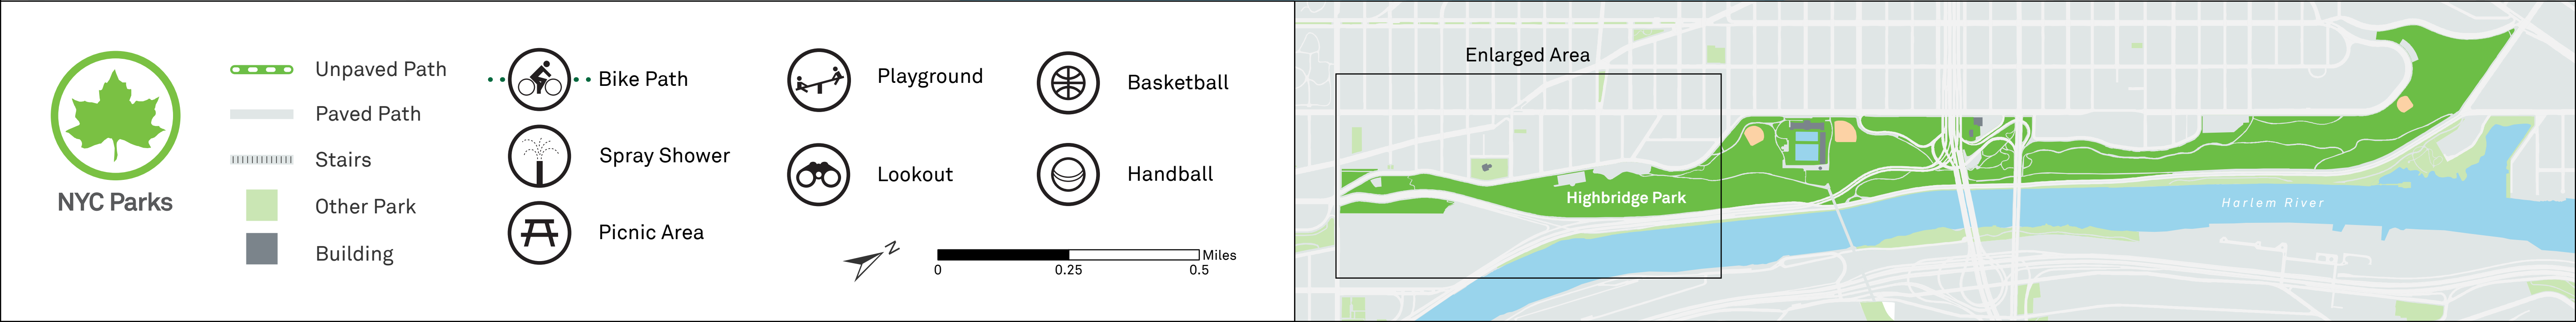 NYC Parks
Unpaved Path
Paved Path
Stairs
Other Park
Building
Bike Path
Spray Shower
Picnic Area
Playground
Lookout
Basketball
Handball
N
Miles
0 0.25 0.5
Enlarged Area
Highbridge Park
Harlem River